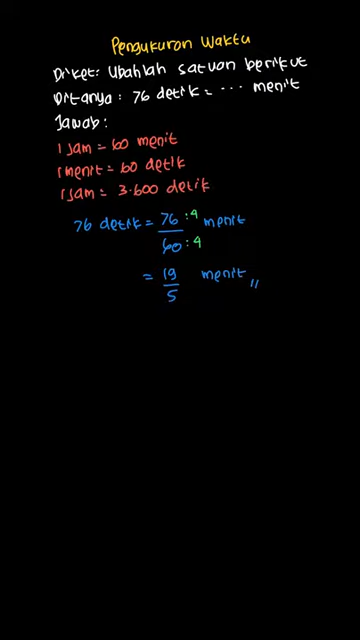 Pengukuran Waktu
Diket: Ubahlah satuan berikut
Ditanya: 76 detik = ... menit
Jawab:
1 Jam = 60 menit
1 menit = 60 detik
1 jam = 3.600 detik
76 detik = 76 :4 menit
60 :4
= 19 menit //
5